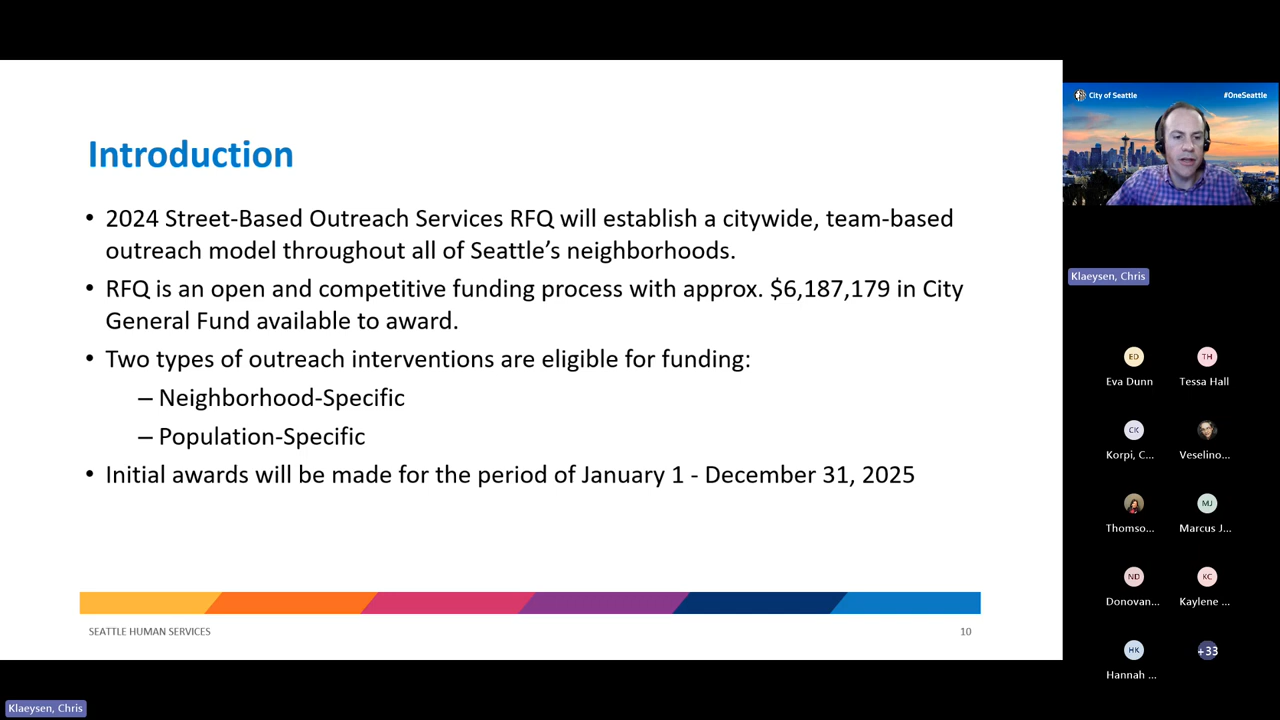 Introduction
• 2024 Street-Based Outreach Services RFQ will establish a citywide, team-based
outreach model throughout all of Seattle’s neighborhoods.
• RFQ is an open and competitive funding process with approx. $6,187,179 in City
General Fund available to award.
• Two types of outreach interventions are eligible for funding:
– Neighborhood-Specific
– Population-Specific
• Initial awards will be made for the period of January 1 - December 31, 2025
SEATTLE HUMAN SERVICES
10
City of Seattle
#OneSeattle
Klaeysen, Chris
ED
TH
Eva Dunn
Tessa Hall
CK
Korpi, C...
Veselino...
MJ
Thomso...
Marcus J...
ND
KC
Donovan...
Kaylene ...
HK
+33
Hannah ...
Klaeysen, Chris